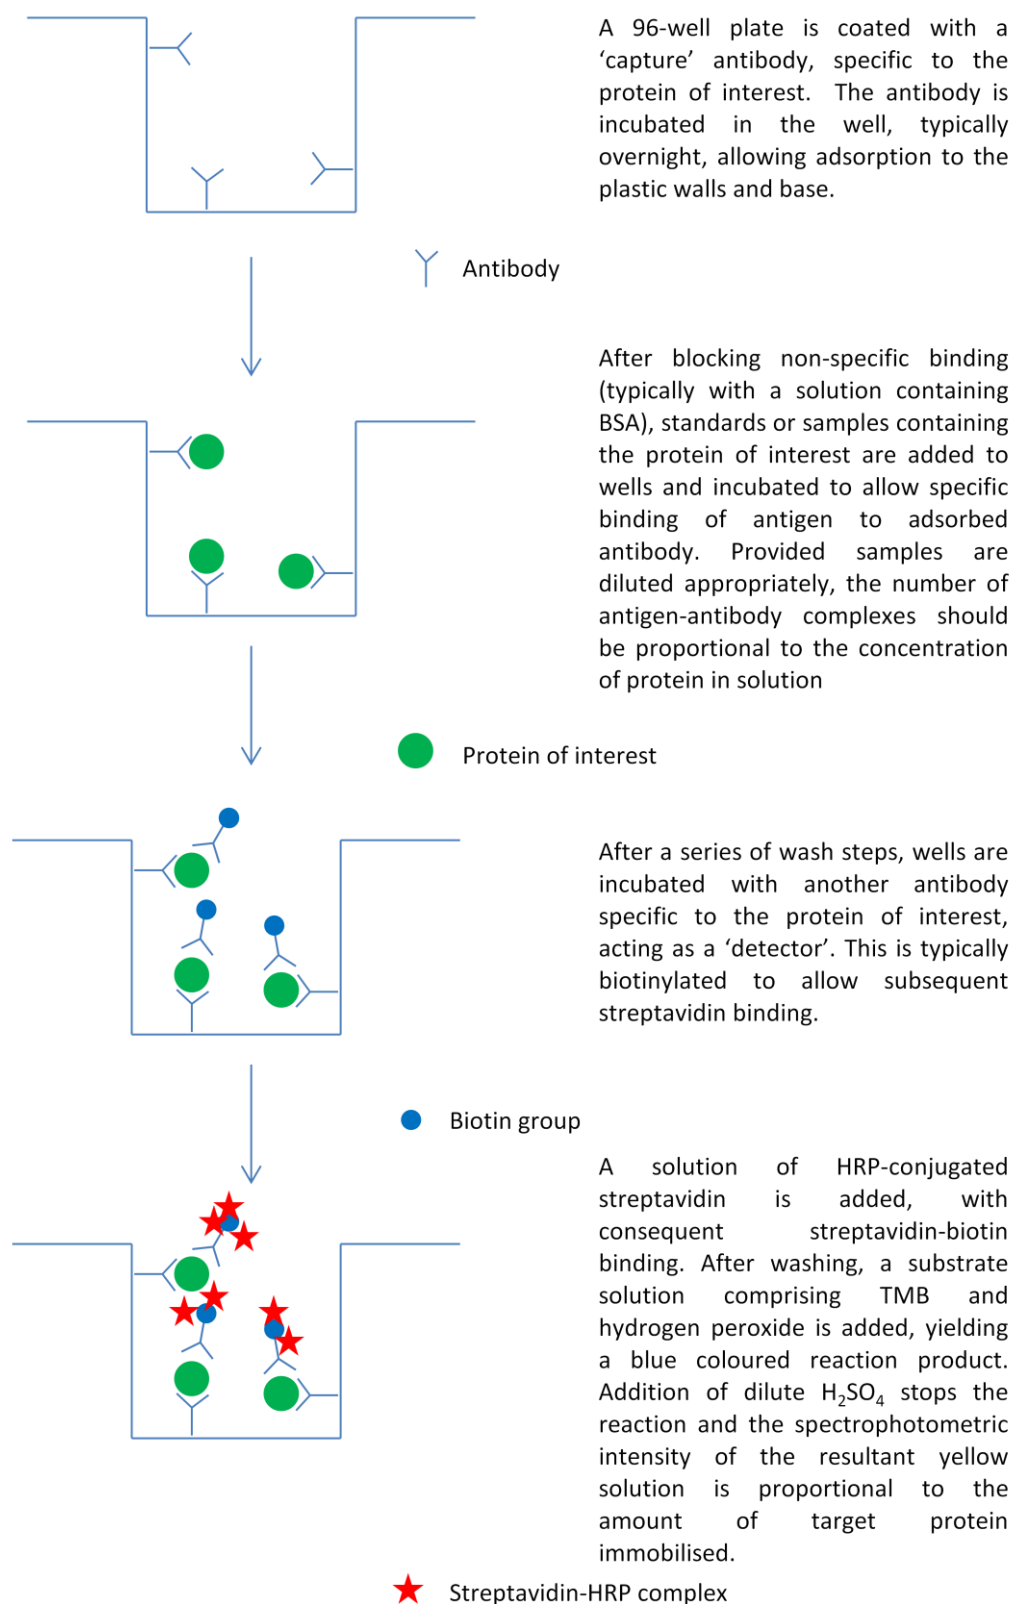 A 96-well plate is coated with a
‘capture’ antibody, specific to the
protein of interest. The antibody is
incubated in the well, typically
overnight, allowing adsorption to the
plastic walls and base.
Antibody
After blocking non-specific binding
(typically with a solution containing
BSA), standards or samples containing
the protein of interest are added to
wells and incubated to allow specific
binding of antigen to adsorbed
antibody. Provided samples are
diluted appropriately, the number of
antigen-antibody complexes should
be proportional to the concentration
of protein in solution
Protein of interest
After a series of wash steps, wells are
incubated with another antibody
specific to the protein of interest,
acting as a ‘detector’. This is typically
biotinylated to allow subsequent
streptavidin binding.
Biotin group
A solution of HRP-conjugated
streptavidin is added, with
consequent streptavidin-biotin
binding. After washing, a substrate
solution comprising TMB and
hydrogen peroxide is added, yielding
a blue coloured reaction product.
Addition of dilute H₂SO₄ stops the
reaction and the spectrophotometric
intensity of the resultant yellow
solution is proportional to the
amount of target protein
immobilised.
Streptavidin-HRP complex